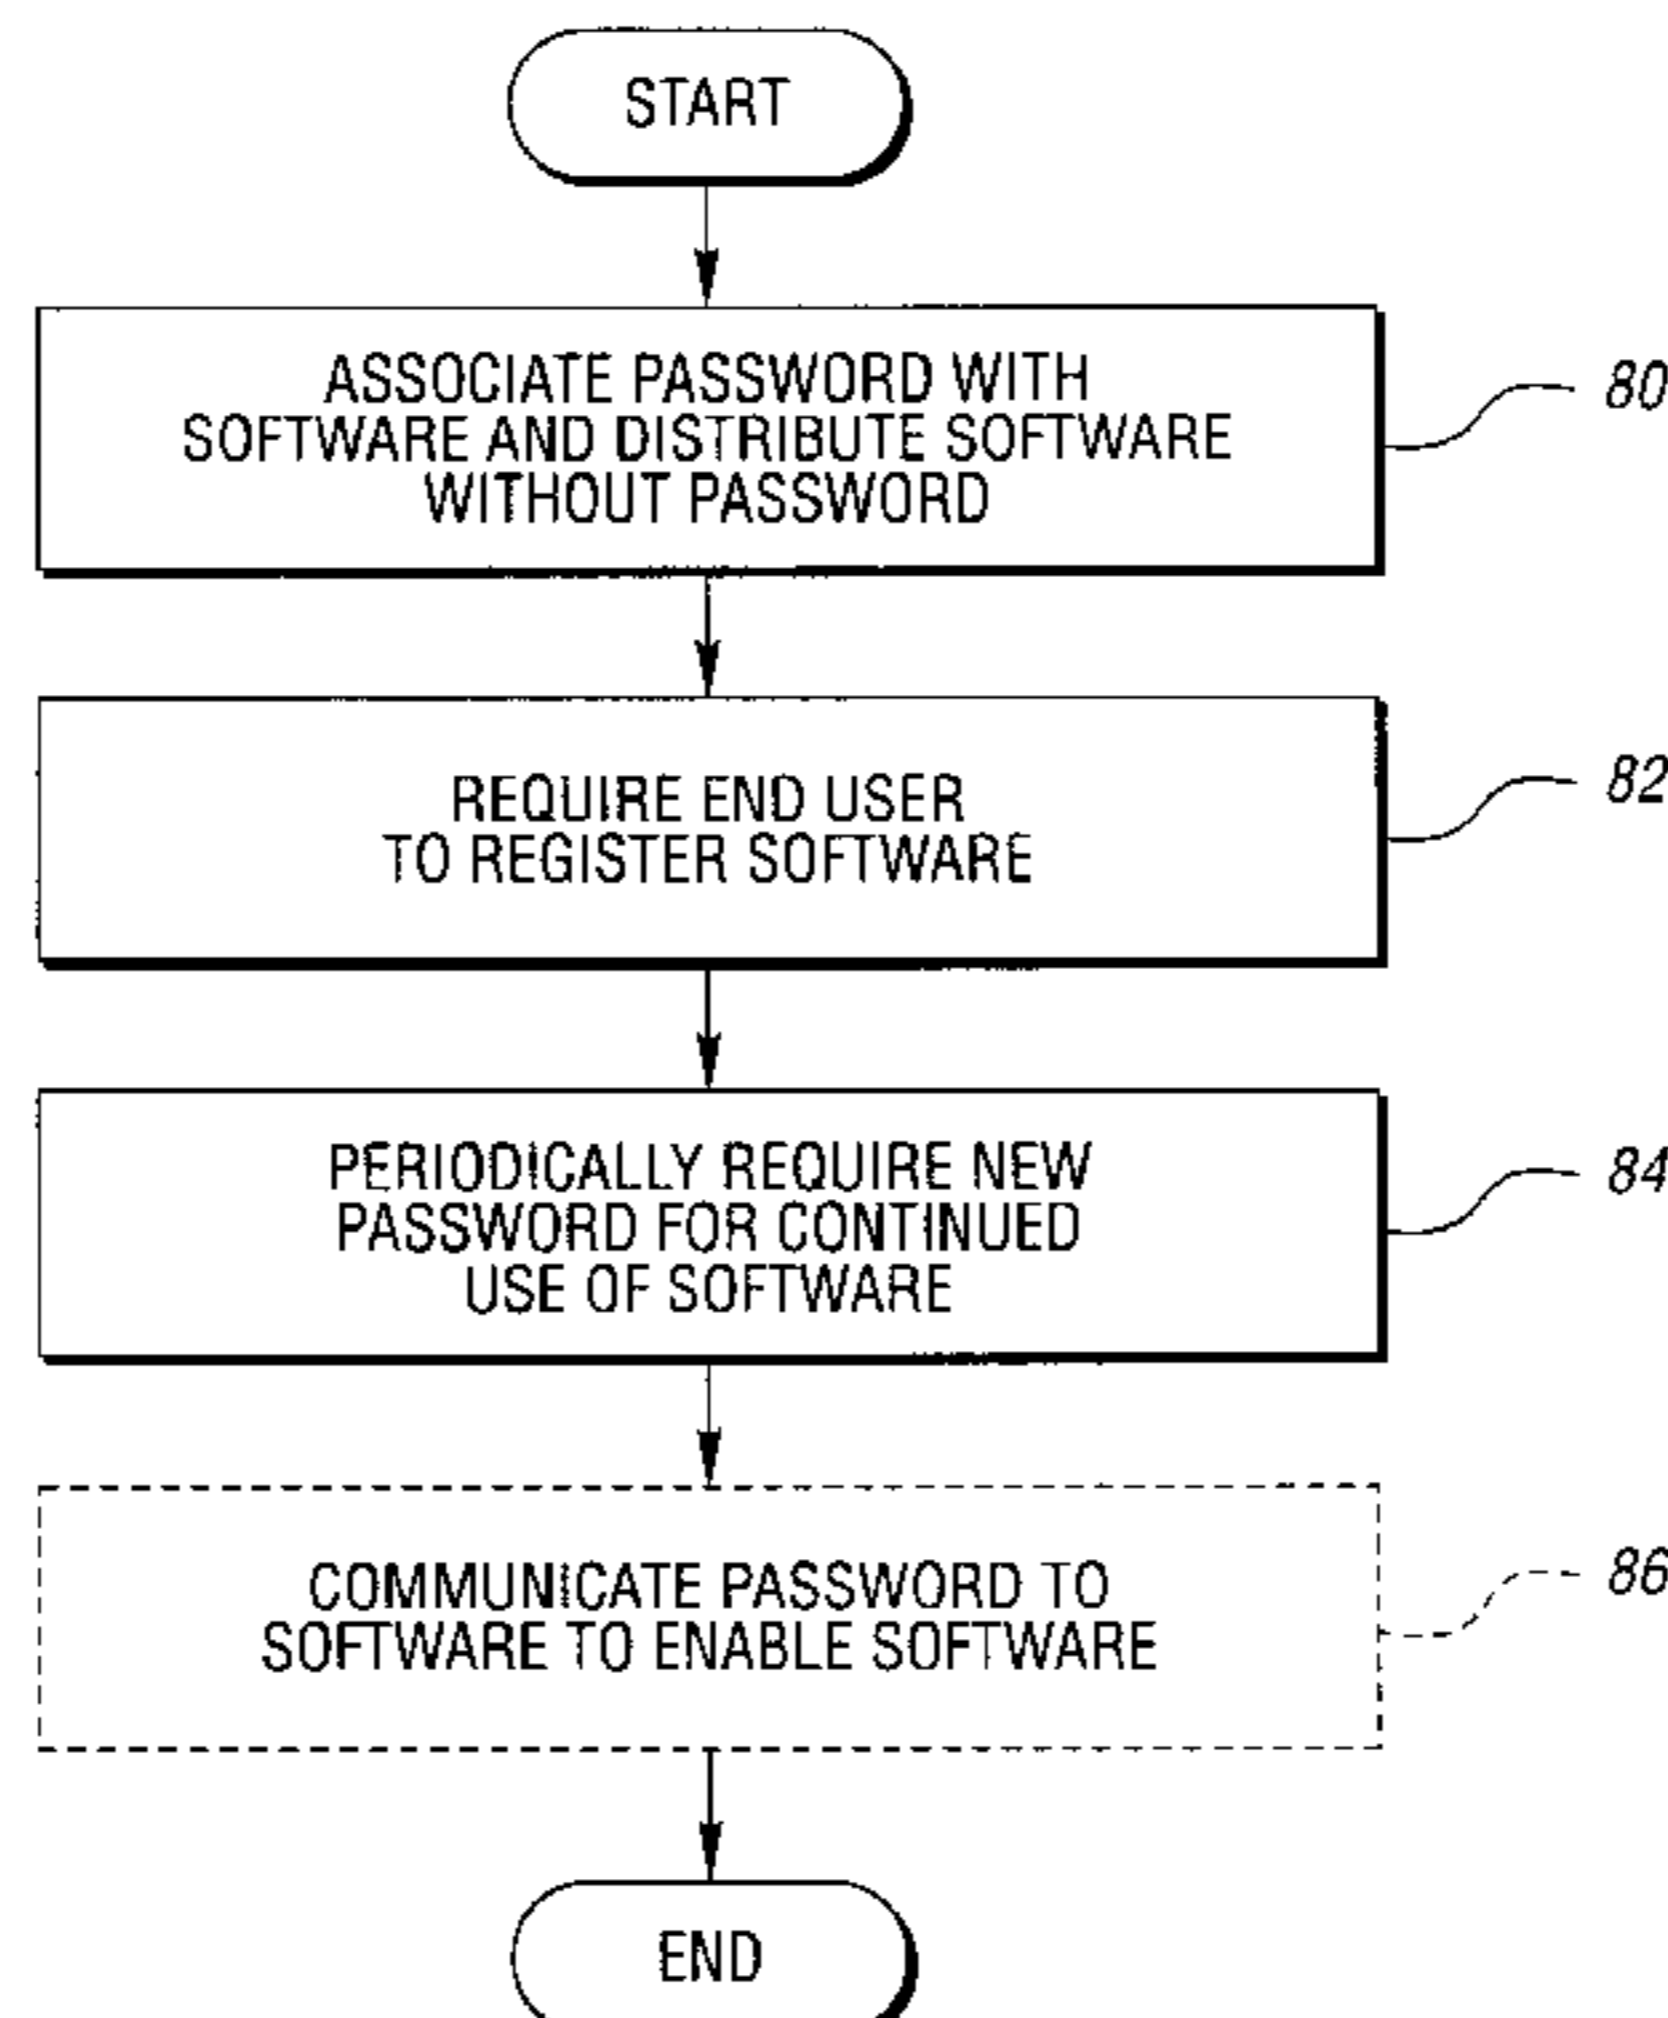 START
ASSOCIATE PASSWORD WITH
SOFTWARE AND DISTRIBUTE SOFTWARE
WITHOUT PASSWORD
80
REQUIRE END USER
TO REGISTER SOFTWARE
82
PERIODICALLY REQUIRE NEW
PASSWORD FOR CONTINUED
USE OF SOFTWARE
84
COMMUNICATE PASSWORD TO
SOFTWARE TO ENABLE SOFTWARE
86
END